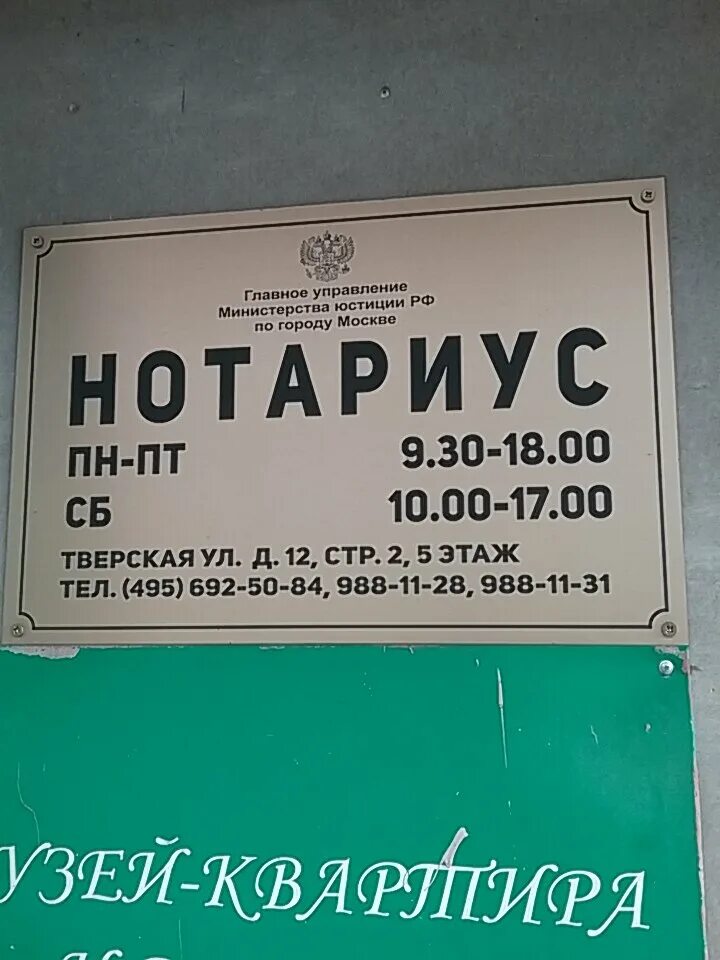 Главное управление
Министерства юстиции РФ
по городу Москве
НОТАРИУС
ПН-ПТ 9.30-18.00
СБ 10.00-17.00
ТВЕРСКАЯ УЛ. Д. 12, СТР. 2, 5 ЭТАЖ
ТЕЛ. (495) 692-50-84, 988-11-28, 988-11-31
УЗЕЙ-КВАРТИРА